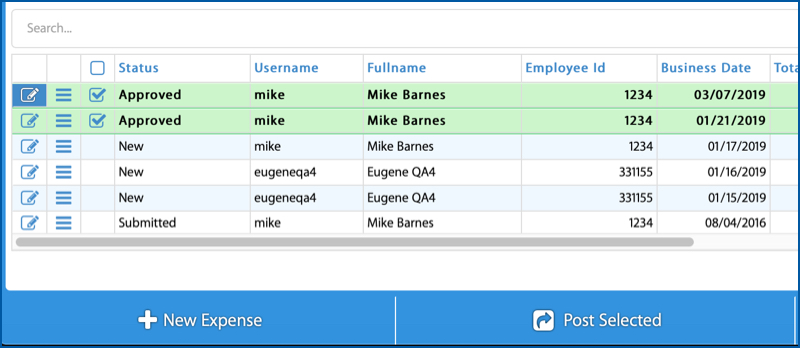 Search...
Status Username Fullname Employee Id Business Date Tota
Approved mike Mike Barnes 1234 03/07/2019
Approved mike Mike Barnes 1234 01/21/2019
New mike Mike Barnes 1234 01/17/2019
New eugeneqa4 Eugene QA4 331155 01/16/2019
New eugeneqa4 Eugene QA4 331155 01/15/2019
Submitted mike Mike Barnes 1234 08/04/2016
New Expense Post Selected